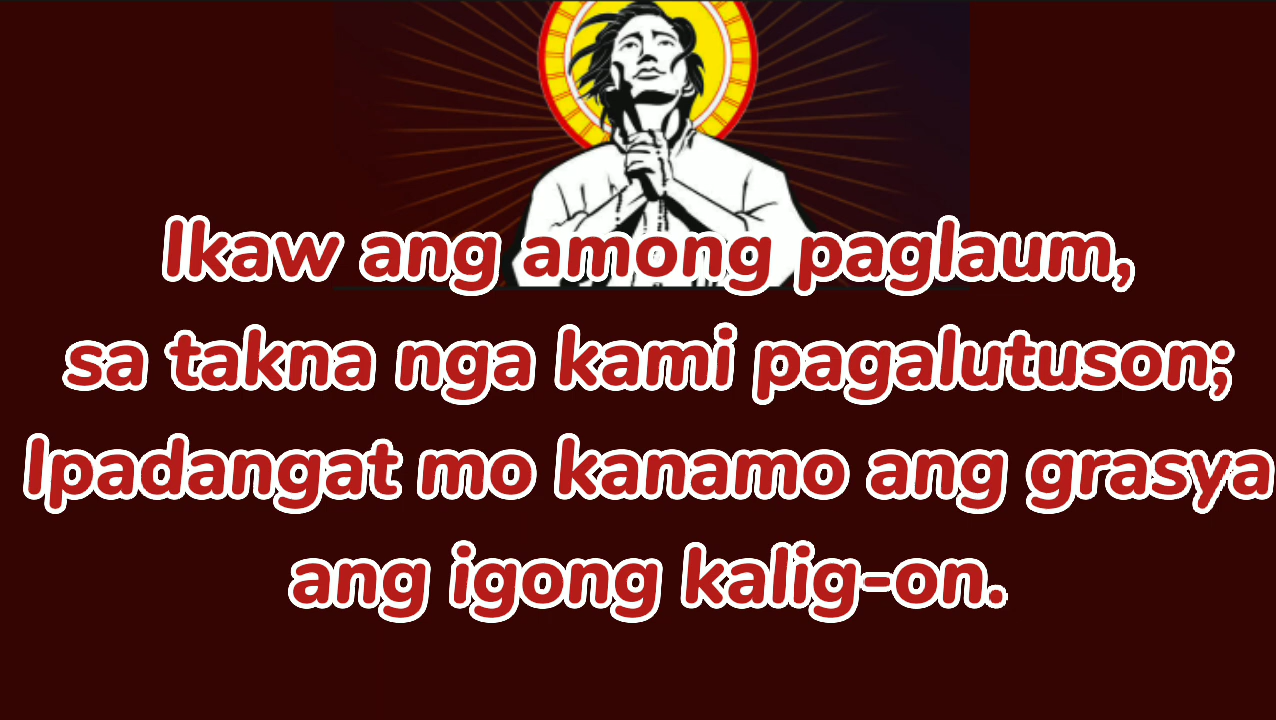 Ikaw ang among paglaum,
sa takna nga kami pagalutuson;
Ipadangat mo kanamo ang grasya
ang igong kalig-on.